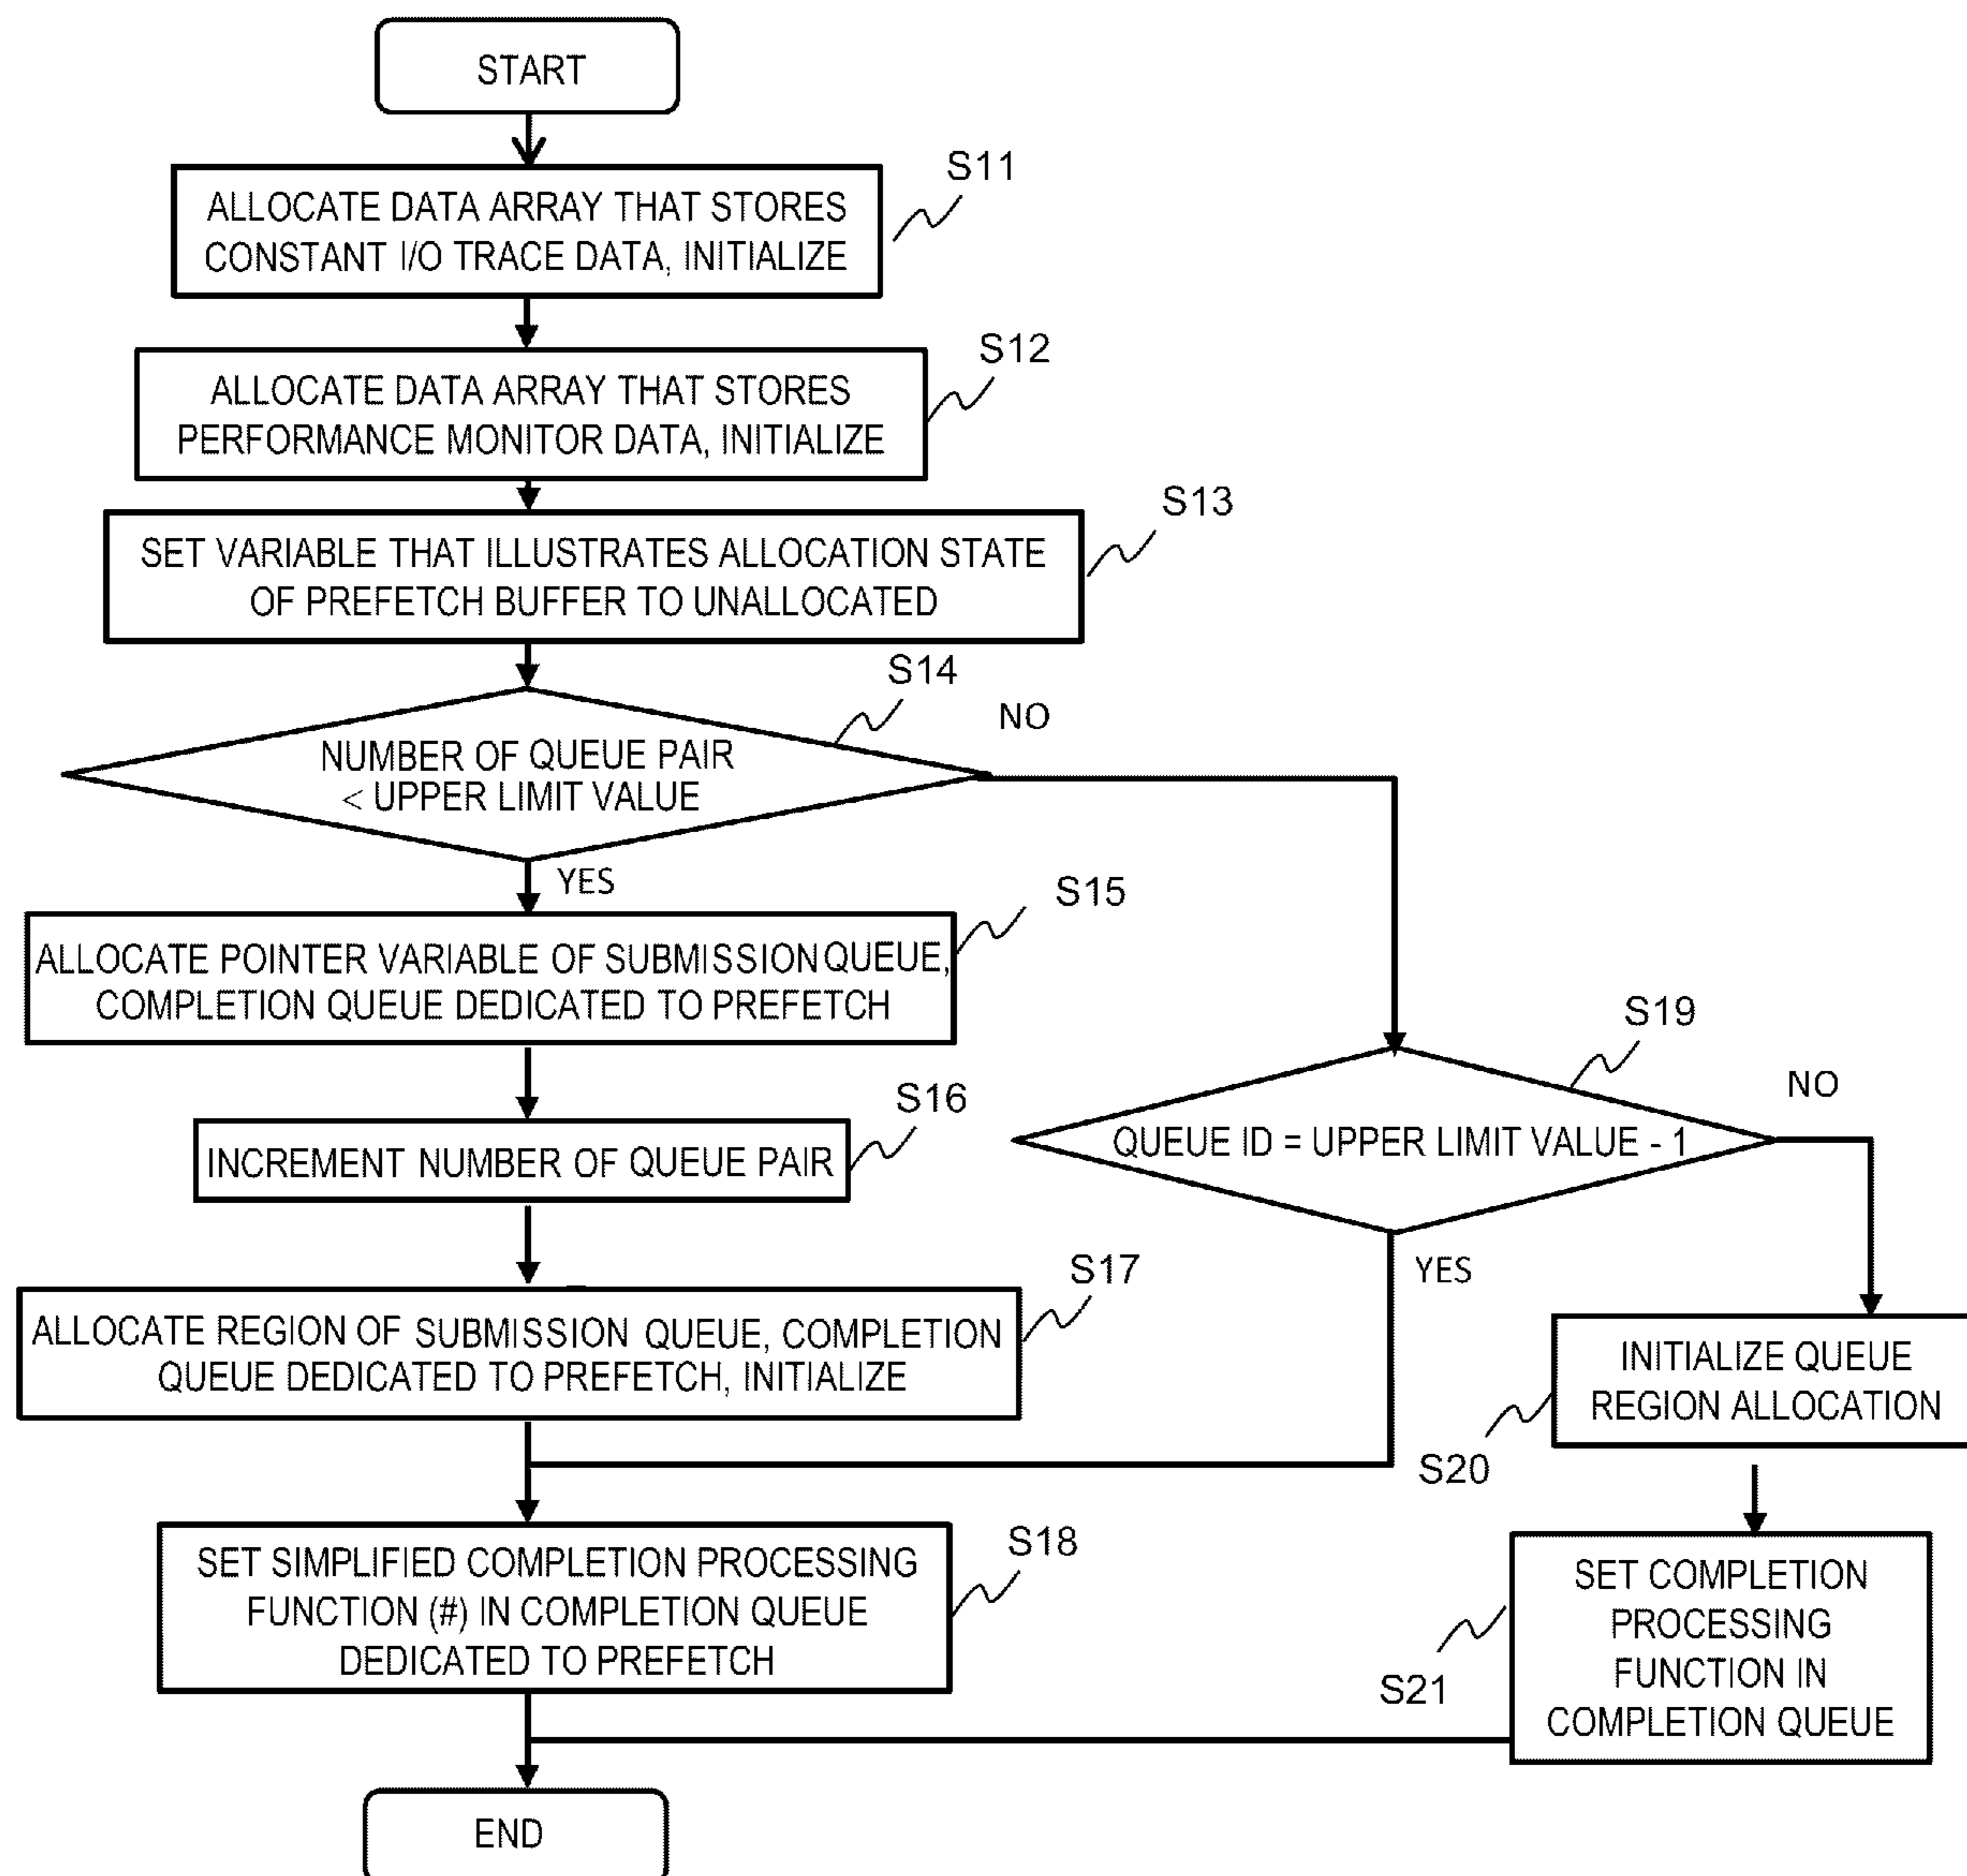 START
S11
ALLOCATE DATA ARRAY THAT STORES
CONSTANT I/O TRACE DATA, INITIALIZE
S12
ALLOCATE DATA ARRAY THAT STORES
PERFORMANCE MONITOR DATA, INITIALIZE
S13
SET VARIABLE THAT ILLUSTRATES ALLOCATION STATE
OF PREFETCH BUFFER TO UNALLOCATED
S14
NO
NUMBER OF QUEUE PAIR
< UPPER LIMIT VALUE
YES
S15
ALLOCATE POINTER VARIABLE OF SUBMISSION QUEUE,
COMPLETION QUEUE DEDICATED TO PREFETCH
S16
INCREMENT NUMBER OF QUEUE PAIR
S17
ALLOCATE REGION OF SUBMISSION QUEUE, COMPLETION
QUEUE DEDICATED TO PREFETCH, INITIALIZE
S18
SET SIMPLIFIED COMPLETION PROCESSING
FUNCTION (#) IN COMPLETION QUEUE
DEDICATED TO PREFETCH
S19
NO
QUEUE ID = UPPER LIMIT VALUE - 1
YES
INITIALIZE QUEUE
REGION ALLOCATION
S20
SET COMPLETION
PROCESSING
FUNCTION IN
COMPLETION QUEUE
S21
END